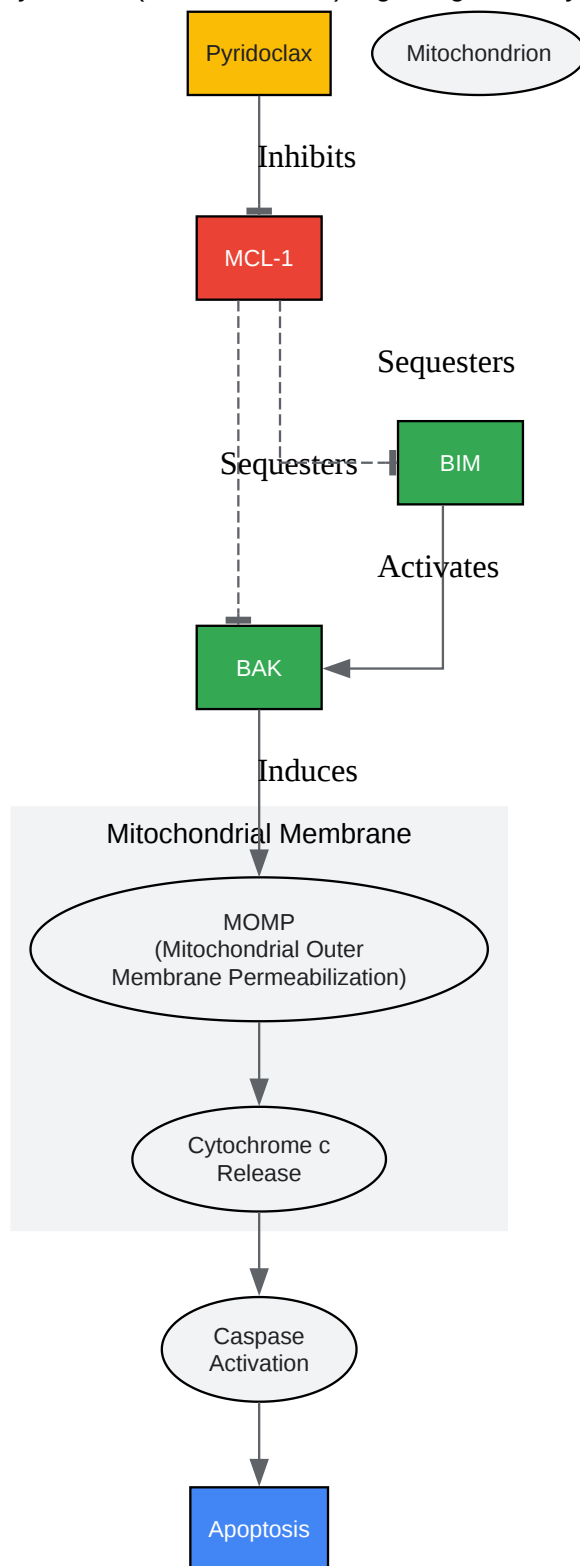 Pyridoclax
Mitochondrion
Inhibits
MCL-1
Sequesters
Sequesters
BIM
Activates
BAK
Induces
Mitochondrial Membrane
MOMP
(Mitochondrial Outer
Membrane Permeabilization)
Cytochrome c
Release
Caspase
Activation
Apoptosis